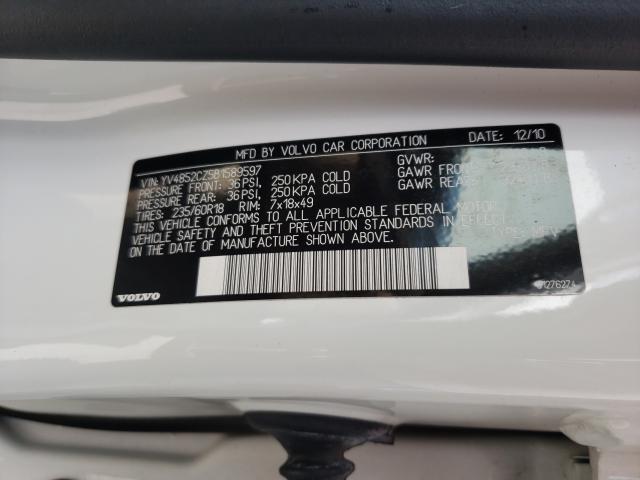 MFD BY VOLVO CAR CORPORATION DATE: 12/10
VIN: YV4852CZ5B1589597 GVWR:
PRESSURE FRONT: 36PSI, 250KPA COLD GAWR FRONT:
PRESSURE REAR: 36PSI, 250KPA COLD GAWR REAR:
TIRES: 235/60R18 RIM: 7x18x49
THIS VEHICLE CONFORMS TO ALL APPLICABLE FEDERAL MOTOR
VEHICLE SAFETY AND THEFT PREVENTION STANDARDS IN EFFECT
ON THE DATE OF MANUFACTURE SHOWN ABOVE. TYPE: MPV
VOLVO